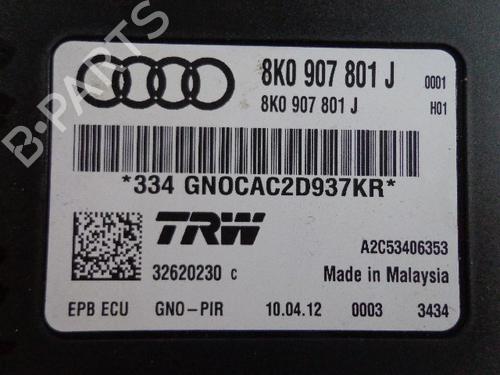 B-PARTS
8K0 907 801 J 0001
8K0 907 801 J H01
*334 GNOCAC2D937KR*
TRW
A2C53406353
32620230 C Made in Malaysia
EPB ECU GNO-PIR 10.04.12 0003 3434